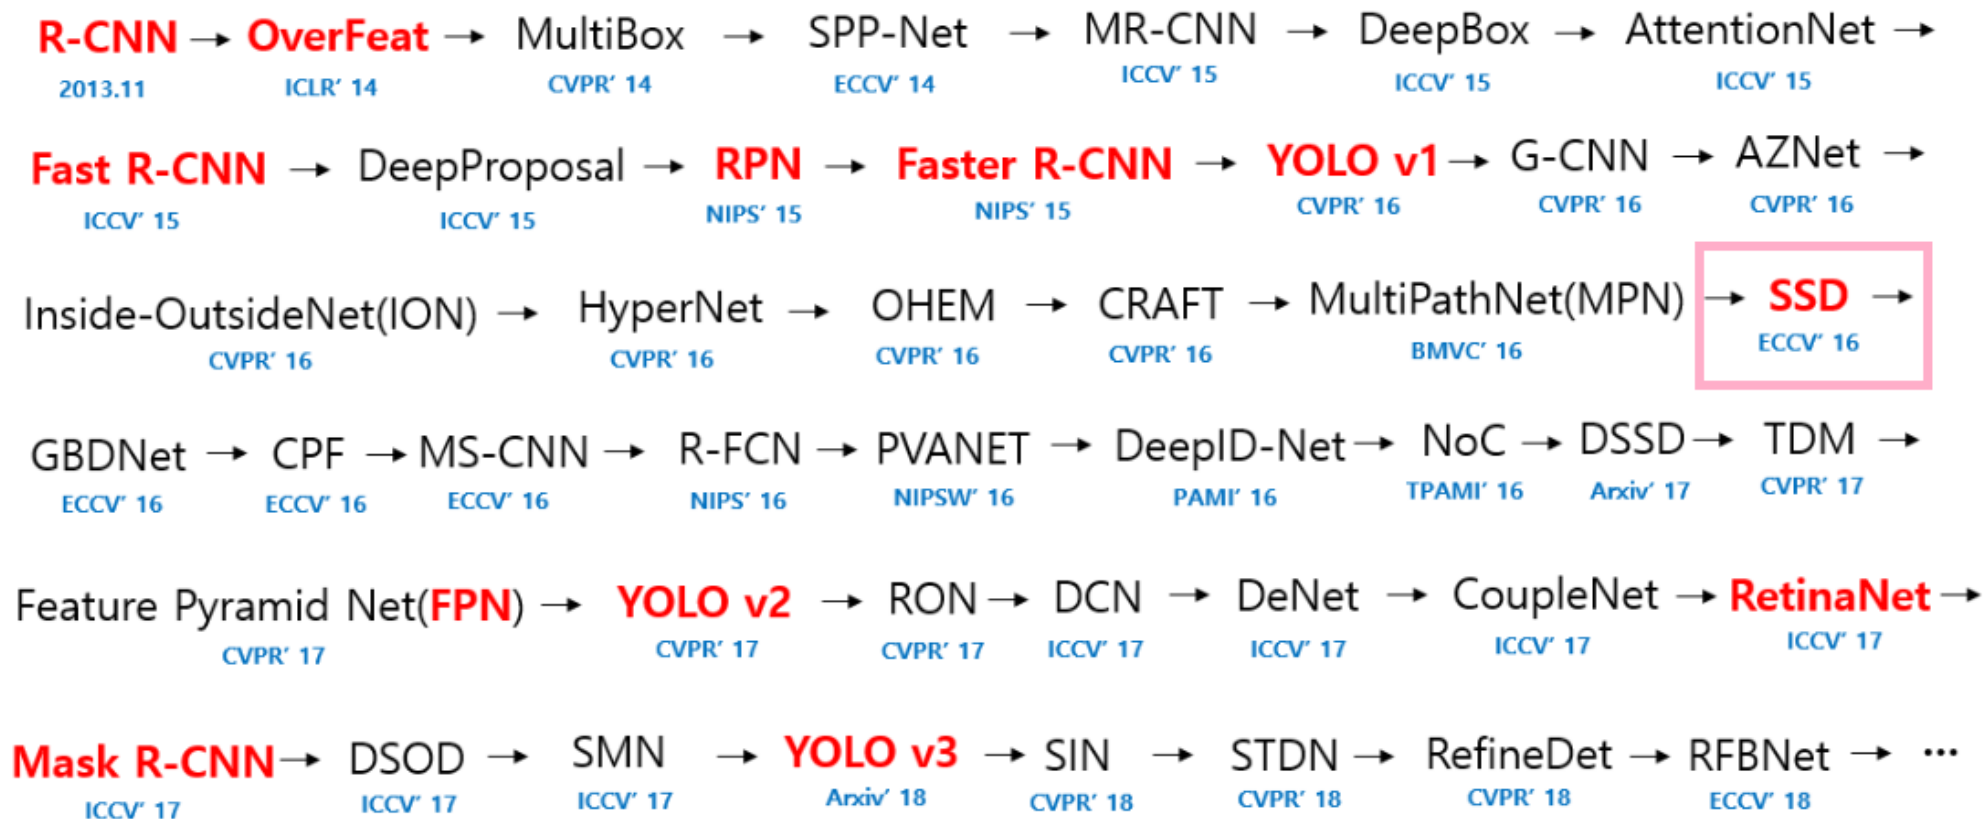 R-CNN → OverFeat → MultiBox → SPP-Net → MR-CNN → DeepBox → AttentionNet →
2013.11 ICLR' 14 CVPR' 14 ECCV' 14 ICCV' 15 ICCV' 15 ICCV' 15
Fast R-CNN → DeepProposal → RPN → Faster R-CNN → YOLO v1 → G-CNN → AZNet →
ICCV' 15 ICCV' 15 NIPS' 15 NIPS' 15 CVPR' 16 CVPR' 16 CVPR' 16
Inside-OutsideNet(ION) → HyperNet → OHEM → CRAFT → MultiPathNet(MPN) → SSD →
CVPR' 16 CVPR' 16 CVPR' 16 CVPR' 16 BMVC' 16 ECCV' 16
GBDNet → CPF → MS-CNN → R-FCN → PVANET → DeepID-Net → NoC → DSSD → TDM →
ECCV' 16 ECCV' 16 ECCV' 16 NIPS' 16 NIPSW' 16 PAMI' 16 TPAMI' 16 Arxiv' 17 CVPR' 17
Feature Pyramid Net(FPN) → YOLO v2 → RON → DCN → DeNet → CoupleNet → RetinaNet →
CVPR' 17 CVPR' 17 CVPR' 17 ICCV' 17 ICCV' 17 ICCV' 17 ICCV' 17
Mask R-CNN → DSOD → SMN → YOLO v3 → SIN → STDN → RefineDet → RFBNet → ⋯
ICCV' 17 ICCV' 17 ICCV' 17 Arxiv' 18 CVPR' 18 CVPR' 18 CVPR' 18 ECCV' 18